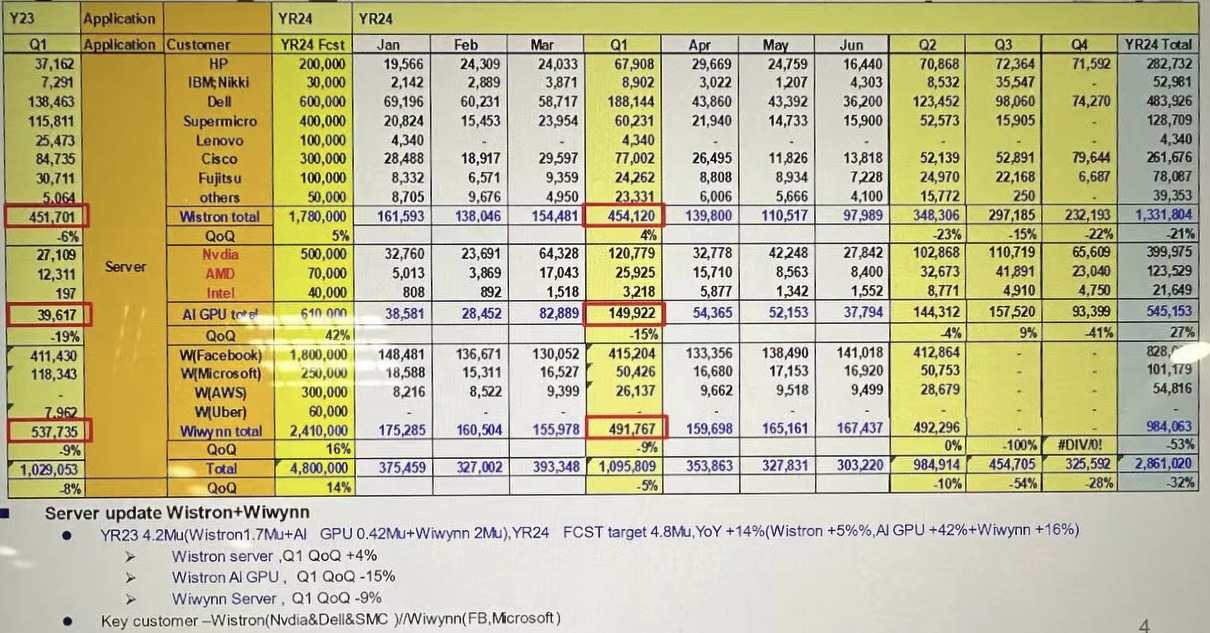 Y23 Application YR24 YR24
Q1 Application Customer YR24 Fcst Jan Feb Mar Q1 Apr May Jun Q2 Q3 Q4 YR24 Total
37,162 HP 200,000 19,566 24,309 24,033 67,908 29,669 24,759 16,440 70,868 72,364 71,592 282,732
7,291 IBM;Nikki 30,000 2,142 2,889 3,871 8,902 3,022 1,207 4,303 8,532 35,547 - 52,981
138,463 Dell 600,000 69,196 60,231 58,717 188,144 43,860 43,392 36,200 123,452 98,060 74,270 483,926
115,811 Supermicro 400,000 20,824 15,453 23,954 60,231 21,940 14,733 15,900 52,573 15,905 - 128,709
25,473 Lenovo 100,000 4,340 - - 4,340 - - - - - - 4,340
84,735 Cisco 300,000 28,488 18,917 29,597 77,002 26,495 11,826 13,818 52,139 52,891 79,644 261,676
30,711 Fujitsu 100,000 8,332 6,571 9,359 24,262 8,808 8,934 7,228 24,970 22,168 6,687 78,087
5,064 others 50,000 8,705 9,676 4,950 23,331 6,006 5,666 4,100 15,772 250 - 39,353
451,701 Wistron total 1,780,000 161,593 138,046 154,481 454,120 139,800 110,517 97,989 348,306 297,185 232,193 1,331,804
-6% QoQ 5% 4% -23% -15% -22% -21%
27,109 Nvdia 500,000 32,760 23,691 64,328 120,779 32,778 42,248 27,842 102,868 110,719 65,609 399,975
Server
12,311 AMD 70,000 5,013 3,869 17,043 25,925 15,710 8,563 8,400 32,673 41,891 23,040 123,529
197 Intel 40,000 808 892 1,518 3,218 5,877 1,342 1,552 8,771 4,910 4,750 21,649
39,617 AI GPU total 610,000 38,581 28,452 82,889 149,922 54,365 52,153 37,794 144,312 157,520 93,399 545,153
-19% QoQ 42% -15% -4% 9% -41% 27%
411,430 W(Facebook) 1,800,000 148,481 136,671 130,052 415,204 133,356 138,490 141,018 412,864 - -
118,343 W(Microsoft) 250,000 18,588 15,311 16,527 50,426 16,680 17,153 16,920 50,753 - - 101,179
- W(AWS) 300,000 8,216 8,522 9,399 26,137 9,662 9,518 9,499 28,679 - - 54,816
7,962 W(Uber) 60,000 - - - - - - - - - - -
537,735 Wiwynn total 2,410,000 175,285 160,504 155,978 491,767 159,698 165,161 167,437 492,296 984,063
-9% QoQ 16% -9% 0% -100% #DIV/0! -53%
1,029,053 Total 4,800,000 375,459 327,002 393,348 1,095,809 353,863 327,831 303,220 984,914 454,705 325,592 2,861,020
-8% QoQ 14% -5% -10% -54% -28% -32%
Server update Wistron+Wiwynn
YR23 4.2Mu(Wistron1.7Mu+AI GPU 0.42Mu+Wiwynn 2Mu),YR24 FCST target 4.8Mu,YoY +14%(Wistron +5%%,AI GPU +42%+Wiwynn +16%)
Wistron server ,Q1 QoQ +4%
Wistron AI GPU , Q1 QoQ -15%
Wiwynn Server , Q1 QoQ -9%
Key customer –Wistron(Nvdia&Dell&SMC )//Wiwynn(FB,Microsoft)
4